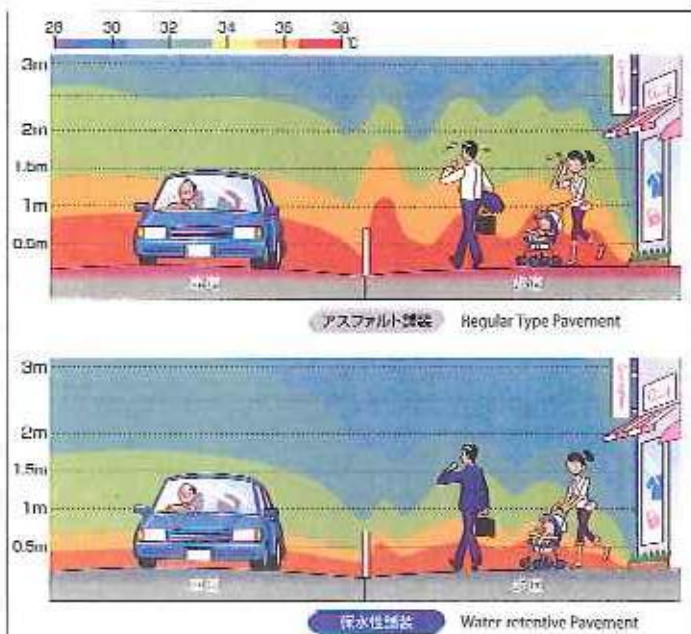 28 30 32 34 36 38
℃
3m
2m
1.5m
1m
0.5m
車道 歩道
アスファルト舗装 Regular Type Pavement
3m
2m
1.5m
1m
0.5m
車道 歩道
保水性舗装 Water-retentive Pavement